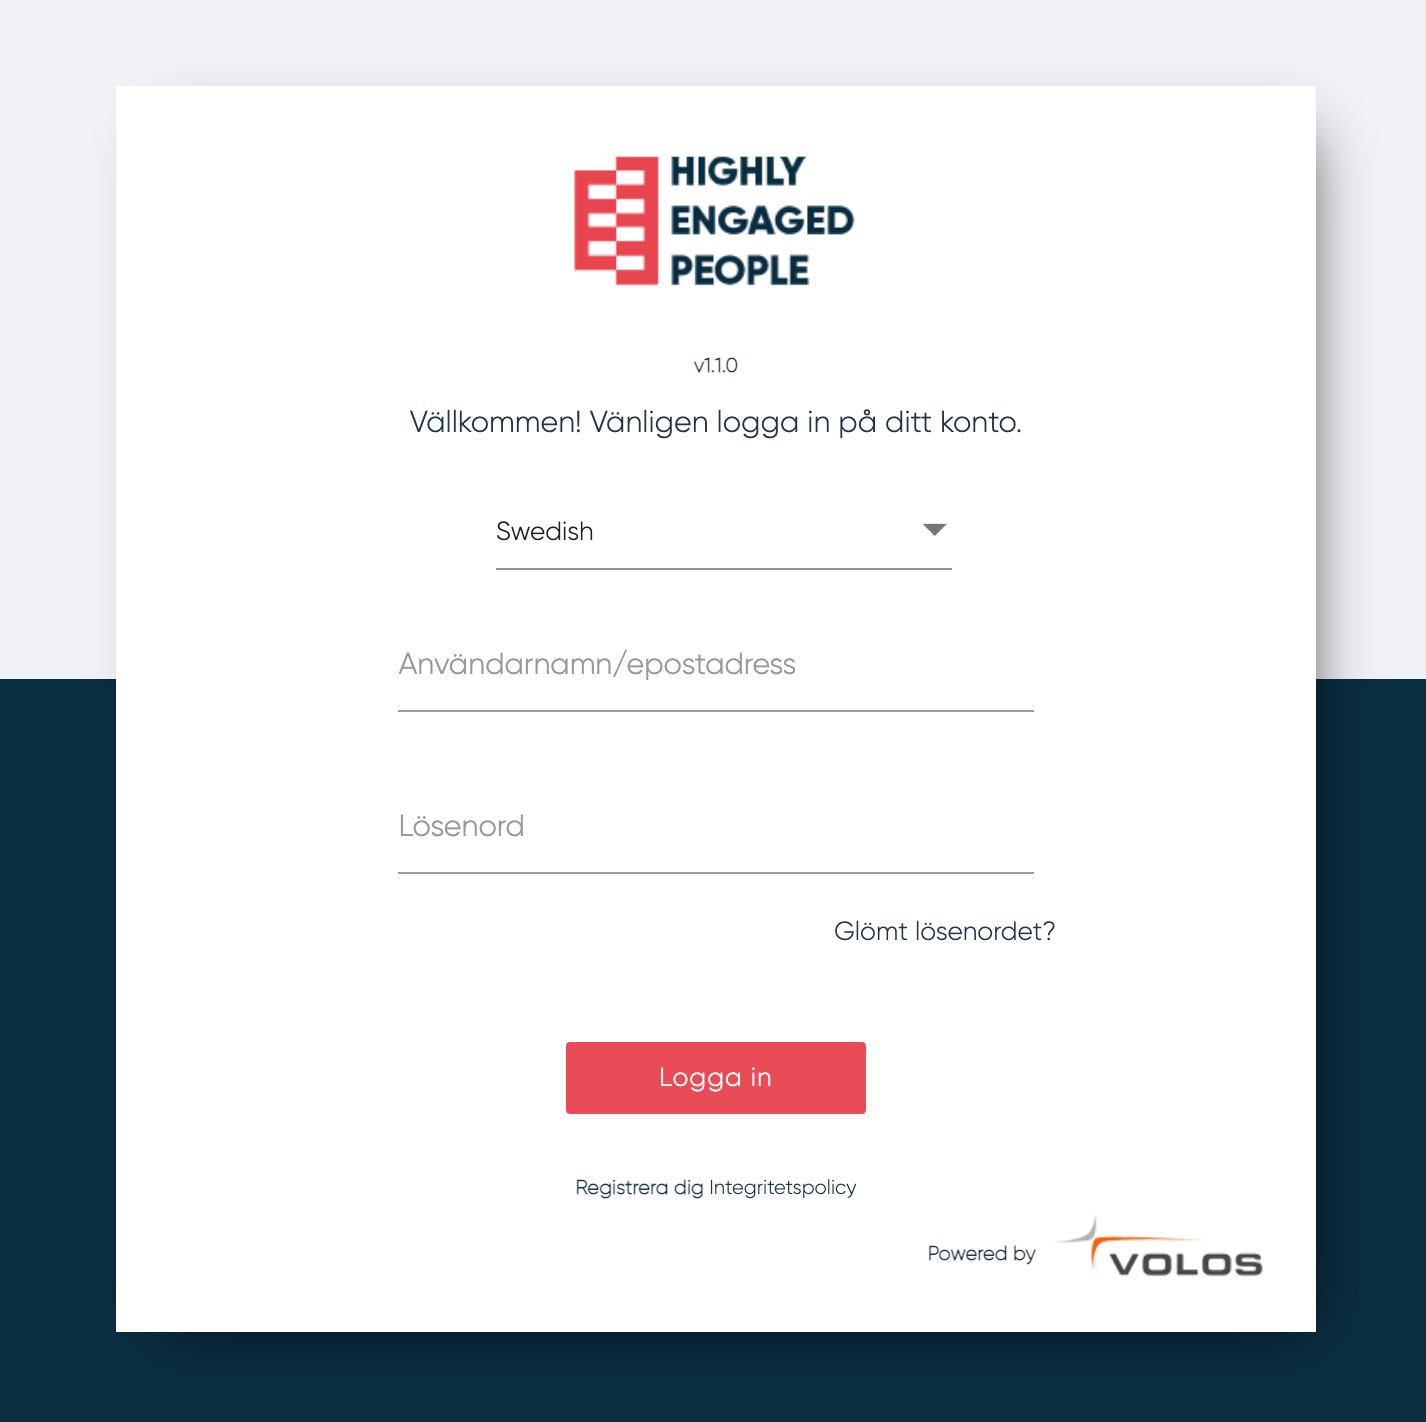 HIGHLY
ENGAGED
PEOPLE
v1.1.0
Vällkommen! Vänligen logga in på ditt konto.
Swedish
Användarnamn/epostadress
Lösenord
Glömt lösenordet?
Logga in
Registrera dig Integritetspolicy
Powered by VOLOS